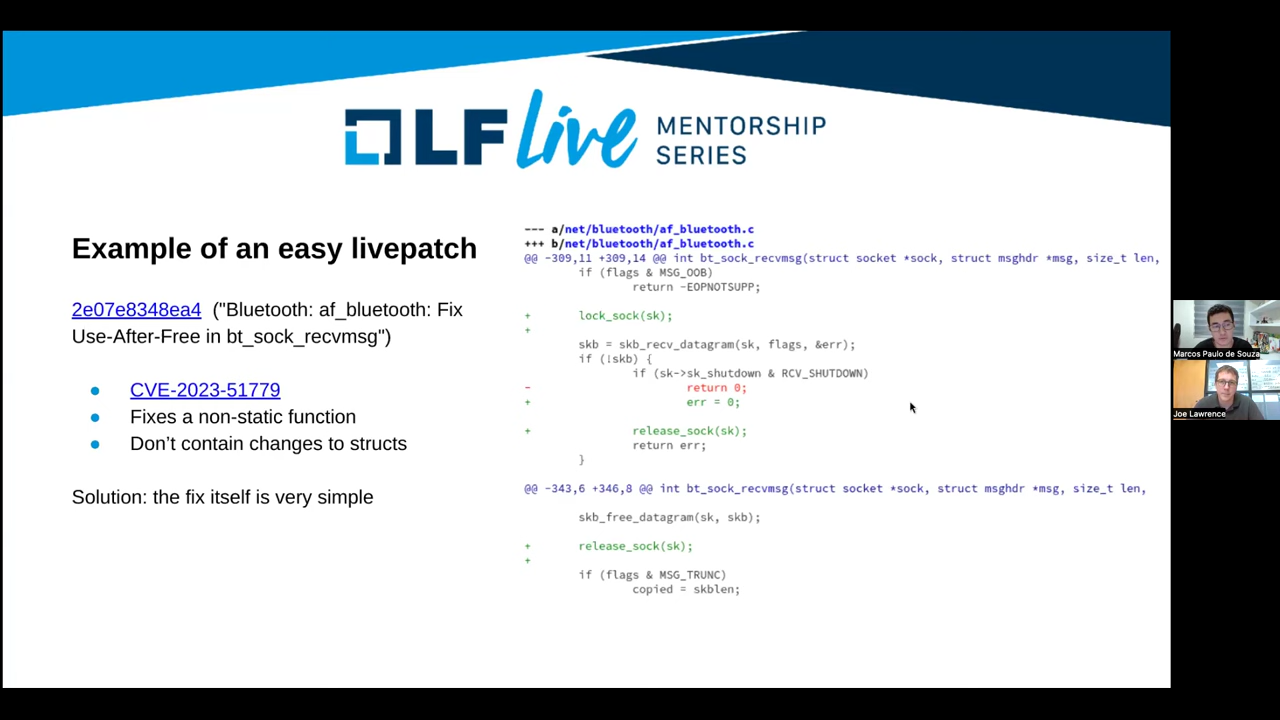 LF Live MENTORSHIP
SERIES
Example of an easy livepatch
2e07e8348ea4 ("Bluetooth: af_bluetooth: Fix
Use-After-Free in bt_sock_recvmsg")
● CVE-2023-51779
● Fixes a non-static function
● Don’t contain changes to structs
Solution: the fix itself is very simple
--- a/net/bluetooth/af_bluetooth.c
+++ b/net/bluetooth/af_bluetooth.c
@@ -309,11 +309,14 @@ int bt_sock_recvmsg(struct socket *sock, struct msghdr *msg, size_t len,
if (flags & MSG_OOB)
return -EOPNOTSUPP;
+ lock_sock(sk);
+
skb = skb_recv_datagram(sk, flags, &err);
if (!skb) {
if (sk->sk_shutdown & RCV_SHUTDOWN)
- return 0;
+ err = 0;
+ release_sock(sk);
return err;
}
@@ -343,6 +346,8 @@ int bt_sock_recvmsg(struct socket *sock, struct msghdr *msg, size_t len,
skb_free_datagram(sk, skb);
+ release_sock(sk);
+
if (flags & MSG_TRUNC)
copied = skblen;
Marcos Paulo de Souza
Joe Lawrence